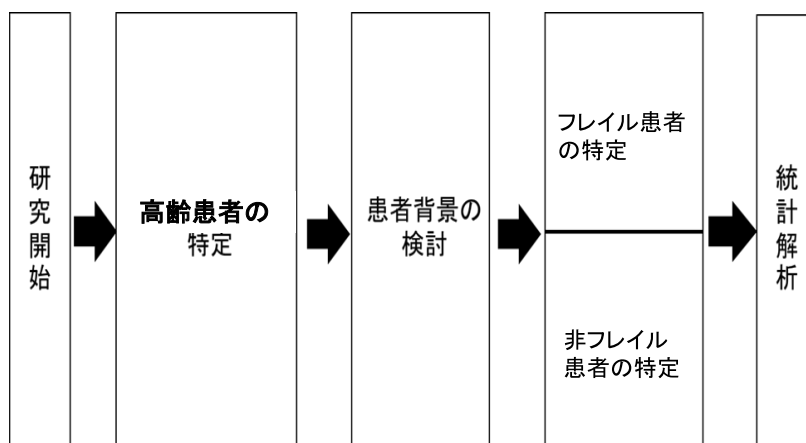 研究開始
高齢患者の
特定
患者背景の
検討
フレイル患者
の特定
非フレイル
患者の特定
統計解析